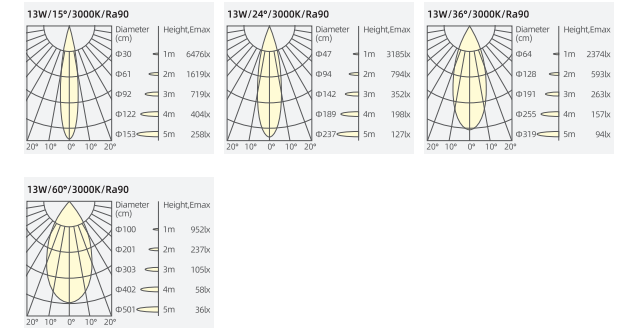 13W/15°/3000K/Ra90
Diameter Height,Emax
(cm)
Φ30 1m 6476lx
Φ61 2m 1619lx
Φ92 3m 719lx
Φ122 4m 404lx
Φ153 5m 258lx
20° 10° 0° 10° 20°
13W/24°/3000K/Ra90
Diameter Height,Emax
(cm)
Φ47 1m 3185lx
Φ94 2m 794lx
Φ142 3m 352lx
Φ189 4m 198lx
Φ237 5m 127lx
20° 10° 0° 10° 20°
13W/36°/3000K/Ra90
Diameter Height,Emax
(cm)
Φ64 1m 2374lx
Φ128 2m 593lx
Φ191 3m 263lx
Φ255 4m 157lx
Φ319 5m 94lx
20° 10° 0° 10° 20°
13W/60°/3000K/Ra90
Diameter Height,Emax
(cm)
Φ100 1m 952lx
Φ201 2m 237lx
Φ303 3m 105lx
Φ402 4m 58lx
Φ501 5m 36lx
20° 10° 0° 10° 20°